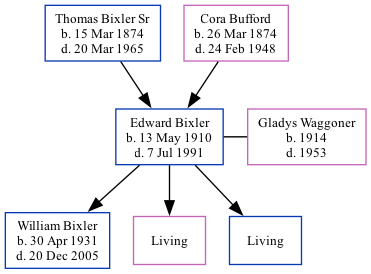 Thomas Bixler Sr
b. 15 Mar 1874
d. 20 Mar 1965
Cora Bufford
b. 26 Mar 1874
d. 24 Feb 1948
Edward Bixler
b. 13 May 1910
d. 7 Jul 1991
Gladys Waggoner
b. 1914
d. 1953
William Bixler
b. 30 Apr 1931
d. 20 Dec 2005
Living
Living